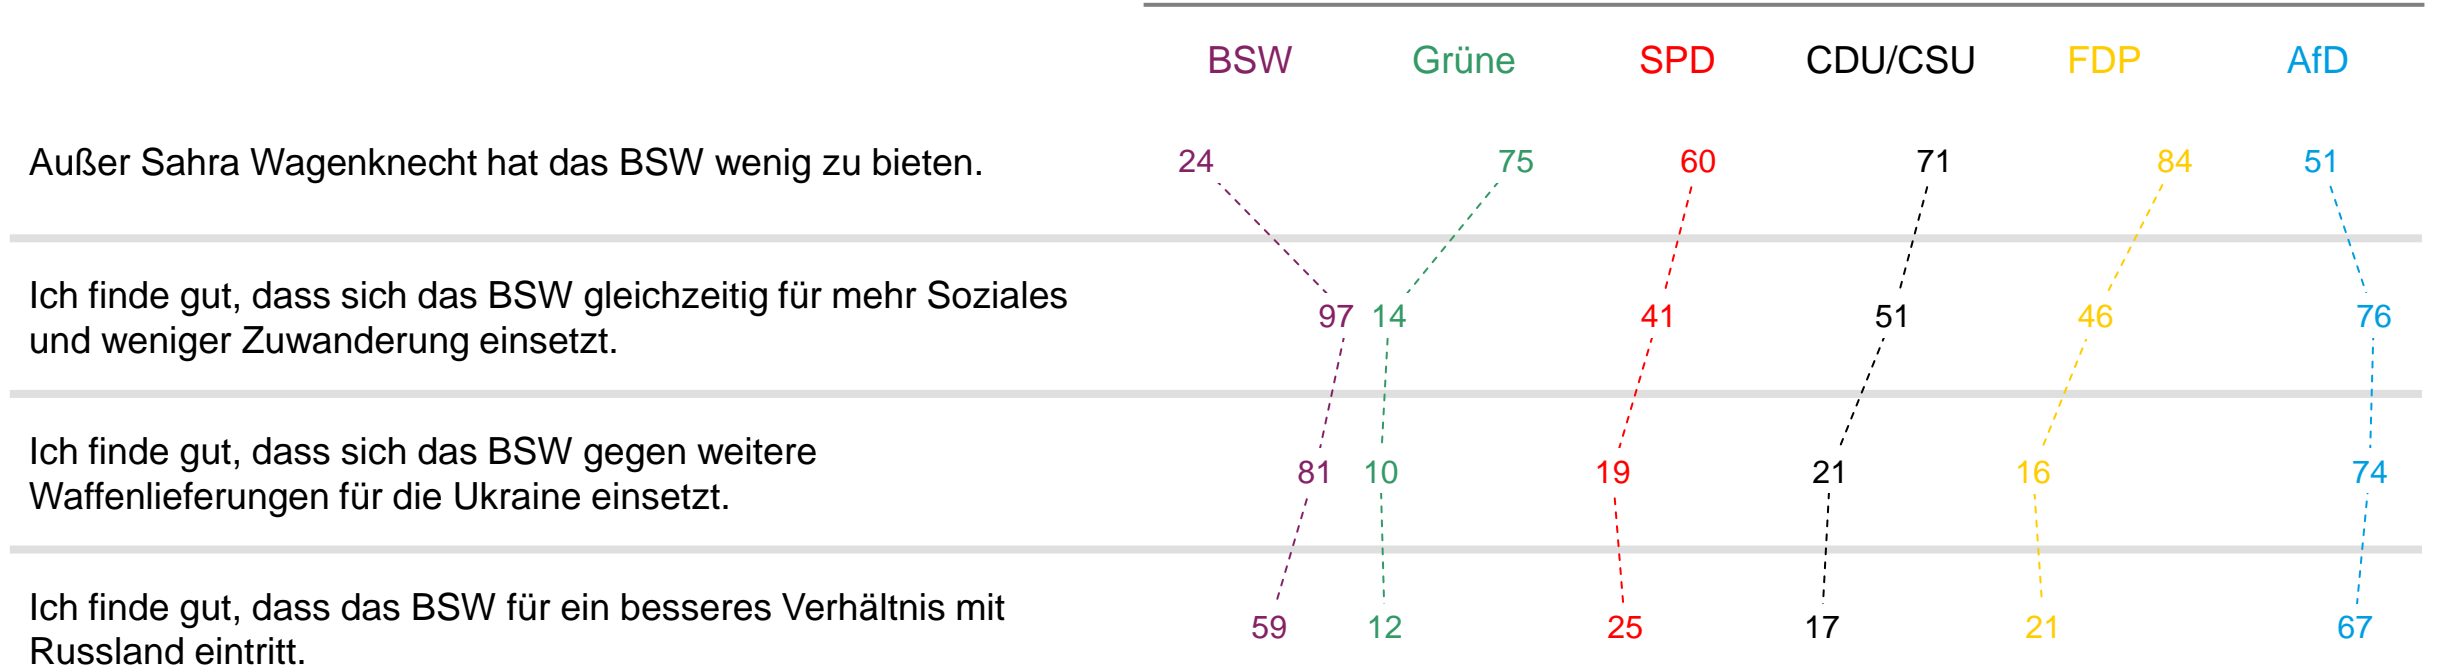 BSW Grüne SPD CDU/CSU FDP AfD
Außer Sahra Wagenknecht hat das BSW wenig zu bieten. 24 75 60 71 84 51
Ich finde gut, dass sich das BSW gleichzeitig für mehr Soziales
und weniger Zuwanderung einsetzt. 97 14 41 51 46 76
Ich finde gut, dass sich das BSW gegen weitere
Waffenlieferungen für die Ukraine einsetzt. 81 10 19 21 16 74
Ich finde gut, dass das BSW für ein besseres Verhältnis mit
Russland eintritt. 59 12 25 17 21 67